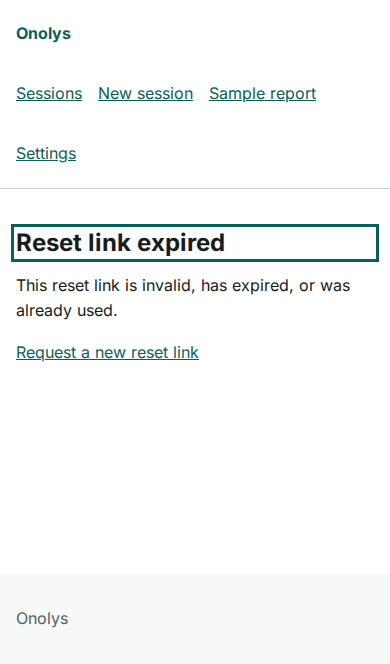 Onolys
Sessions New session Sample report
Settings
Reset link expired
This reset link is invalid, has expired, or was
already used.
Request a new reset link
Onolys